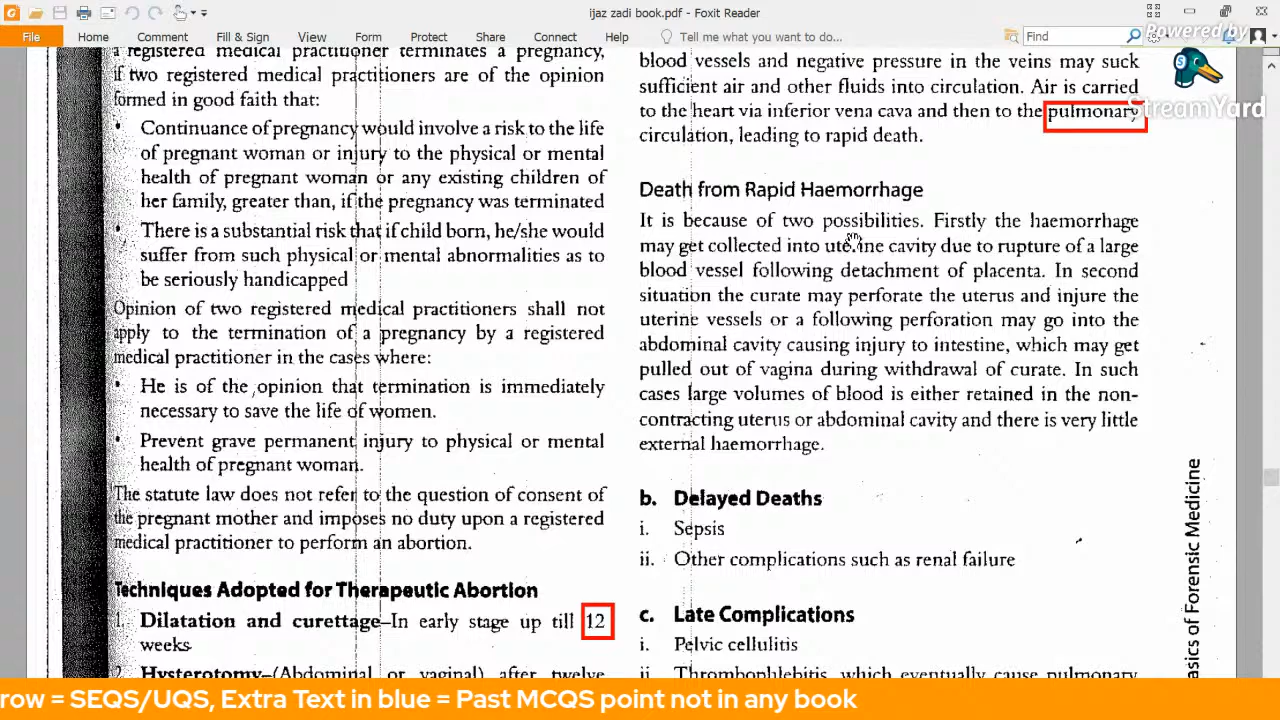 ijaz zadi book.pdf - Foxit Reader
File Home Comment Fill & Sign View Form Protect Share Connect Help Tell me what you want to do... Find
Powered by
StreamYard
a registered medical practitioner terminates a pregnancy,
if two registered medical practitioners are of the opinion
formed in good faith that:
• Continuance of pregnancy would involve a risk to the life
of pregnant woman or injury to the physical or mental
health of pregnant woman or any existing children of
her family, greater than, if the pregnancy was terminated
• There is a substantial risk that if child born, he/she would
suffer from such physical or mental abnormalities as to
be seriously handicapped
Opinion of two registered medical practitioners shall not
apply to the termination of a pregnancy by a registered
medical practitioner in the cases where:
• He is of the opinion that termination is immediately
necessary to save the life of women.
• Prevent grave permanent injury to physical or mental
health of pregnant woman.
The statute law does not refer to the question of consent of
the pregnant mother and imposes no duty upon a registered
medical practitioner to perform an abortion.
Techniques Adopted for Therapeutic Abortion
1. Dilatation and curettage–In early stage up till 12
weeks
2. Hysterotomy–(Abdominal or vaginal) after twelve
blood vessels and negative pressure in the veins may suck
sufficient air and other fluids into circulation. Air is carried
to the heart via inferior vena cava and then to the pulmonary
circulation, leading to rapid death.
Death from Rapid Haemorrhage
It is because of two possibilities. Firstly the haemorrhage
may get collected into uterine cavity due to rupture of a large
blood vessel following detachment of placenta. In second
situation the curate may perforate the uterus and injure the
uterine vessels or a following perforation may go into the
abdominal cavity causing injury to intestine, which may get
pulled out of vagina during withdrawal of curate. In such
cases large volumes of blood is either retained in the non-
contracting uterus or abdominal cavity and there is very little
external haemorrhage.
b. Delayed Deaths
i. Sepsis
ii. Other complications such as renal failure
c. Late Complications
i. Pelvic cellulitis
ii. Thrombophlebitis, which eventually cause pulmonary
asics of Forensic Medicine
row = SEQS/UQS, Extra Text in blue = Past MCQS point not in any book